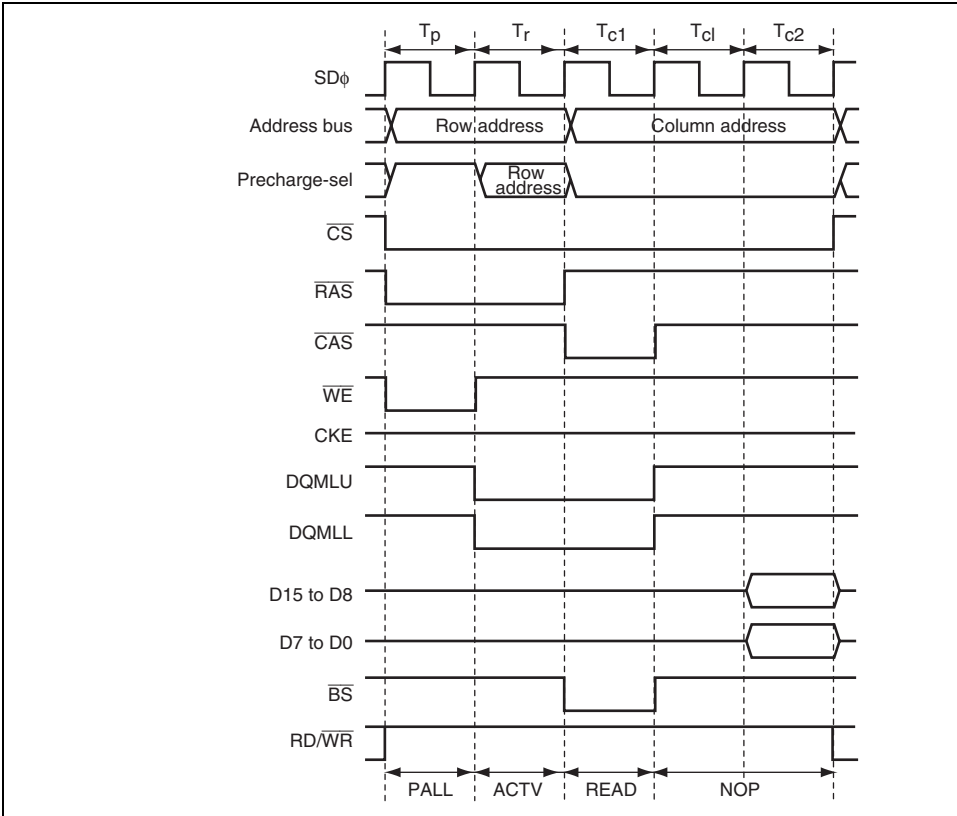 Tp Tr Tc1 Tcl Tc2
SDϕ
Address bus Row address Column address
Precharge-sel Row address
CS
RAS
CAS
WE
CKE
DQMLU
DQMLL
D15 to D8
D7 to D0
BS
RD/WR
PALL ACTV READ NOP